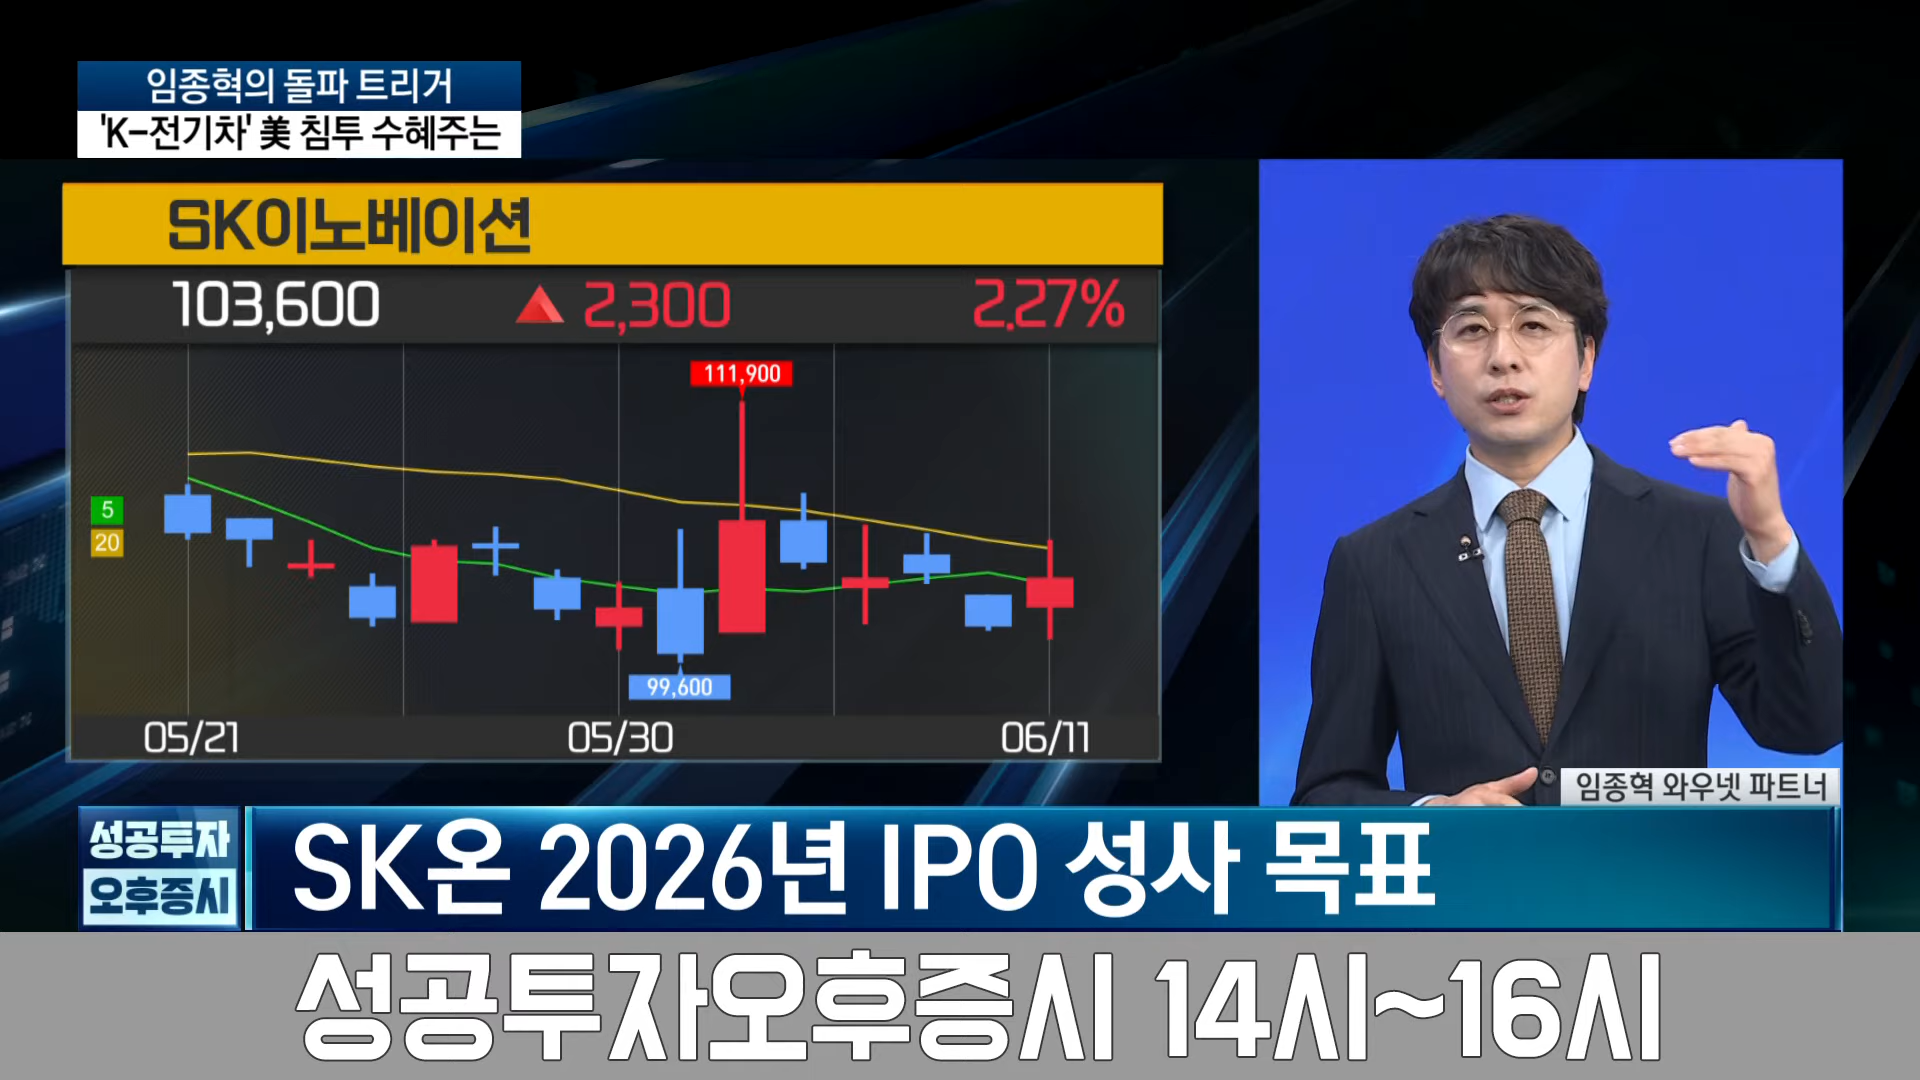 임종혁의 돌파 트리거
'K-전기차' 美 침투 수혜주는
SK이노베이션
103,600 ▲ 2,300 2.27%
111,900
5
20
99,600
05/21 05/30 06/11
임종혁 와우넷 파트너
성공투자
오후증시
SK온 2026년 IPO 성사 목표
성공투자오후증시 14시~16시